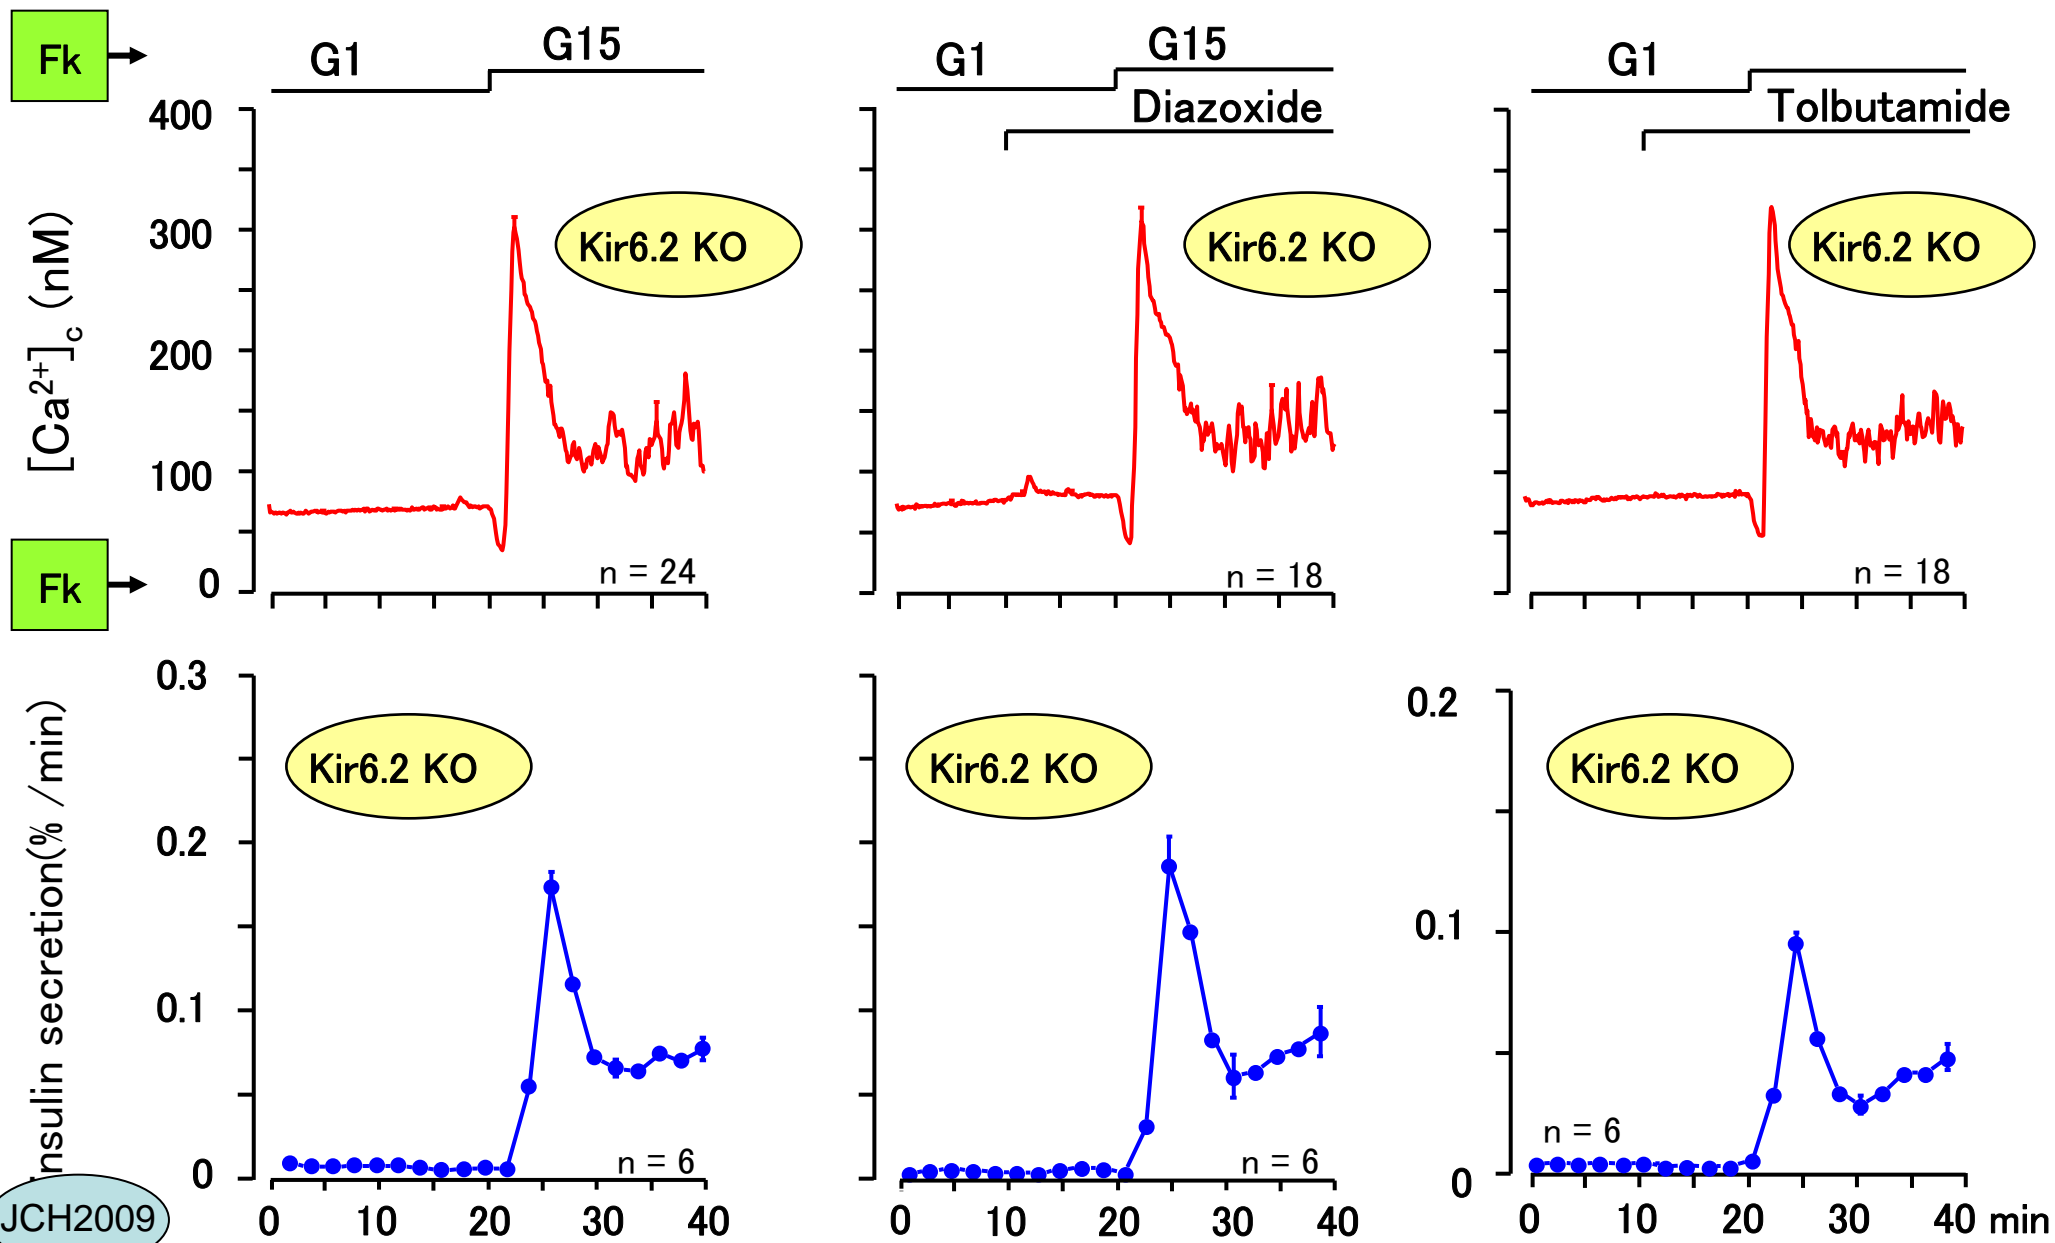 Fk
G1
G15
G1
G15
Diazoxide
G1
Tolbutamide
400
300
200
100
0
[Ca2+]c (nM)
Kir6.2 KO
Kir6.2 KO
Kir6.2 KO
n = 24
n = 18
n = 18
Fk
0.3
0.2
0.1
0
nsulin secretion(% /min)
Kir6.2 KO
Kir6.2 KO
0.2
0.1
0
Kir6.2 KO
n = 6
n = 6
n = 6
0 10 20 30 40
0 10 20 30 40
0 10 20 30 40 min
JCH2009